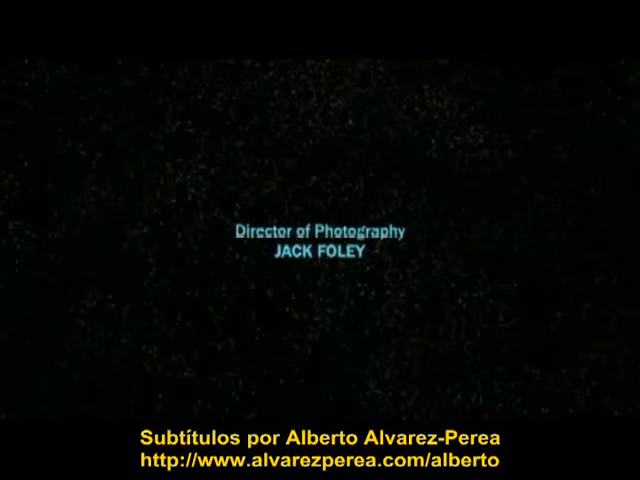 Director of Photography
JACK FOLEY
Subtítulos por Alberto Alvarez-Perea
http://www.alvarezperea.com/alberto